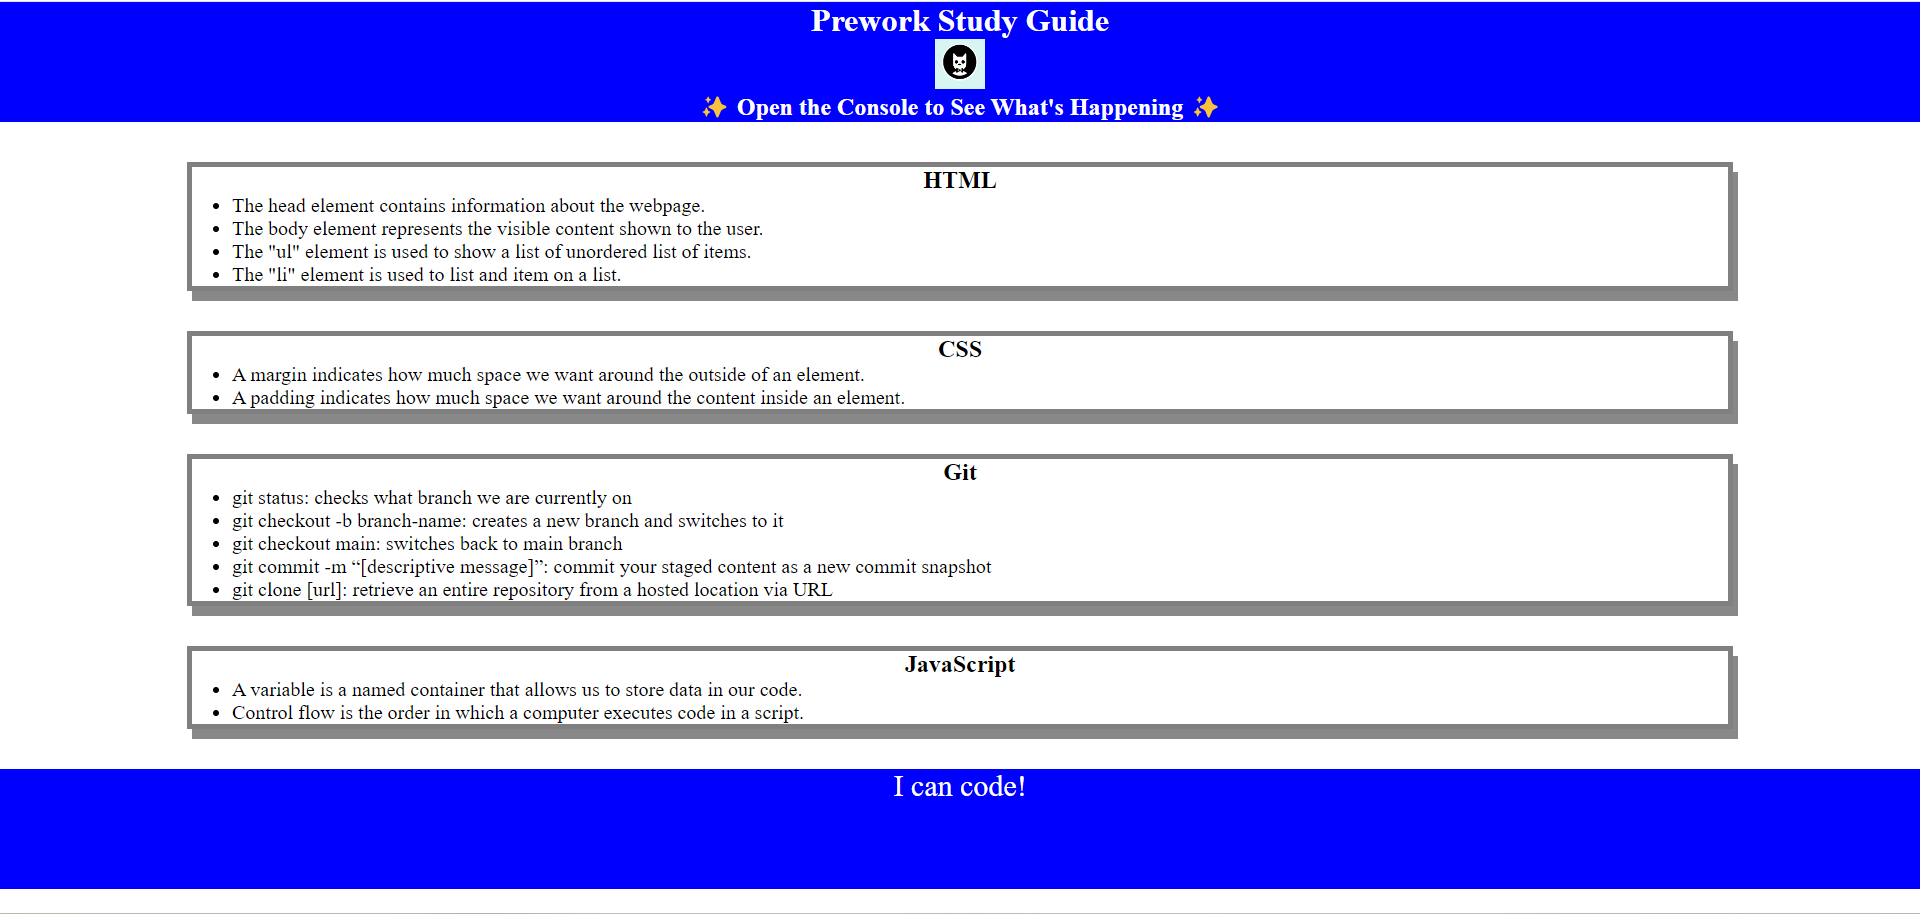 Prework Study Guide
✨ Open the Console to See What's Happening ✨
HTML
• The head element contains information about the webpage.
• The body element represents the visible content shown to the user.
• The "ul" element is used to show a list of unordered list of items.
• The "li" element is used to list and item on a list.
CSS
• A margin indicates how much space we want around the outside of an element.
• A padding indicates how much space we want around the content inside an element.
Git
• git status: checks what branch we are currently on
• git checkout -b branch-name: creates a new branch and switches to it
• git checkout main: switches back to main branch
• git commit -m “[descriptive message]”: commit your staged content as a new commit snapshot
• git clone [url]: retrieve an entire repository from a hosted location via URL
JavaScript
• A variable is a named container that allows us to store data in our code.
• Control flow is the order in which a computer executes code in a script.
I can code!